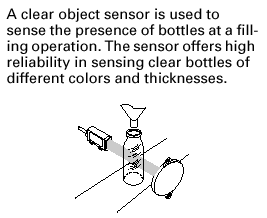 A clear object sensor is used to
sense the presence of bottles at a fill-
ing operation. The sensor offers high
reliability in sensing clear bottles of
different colors and thicknesses.